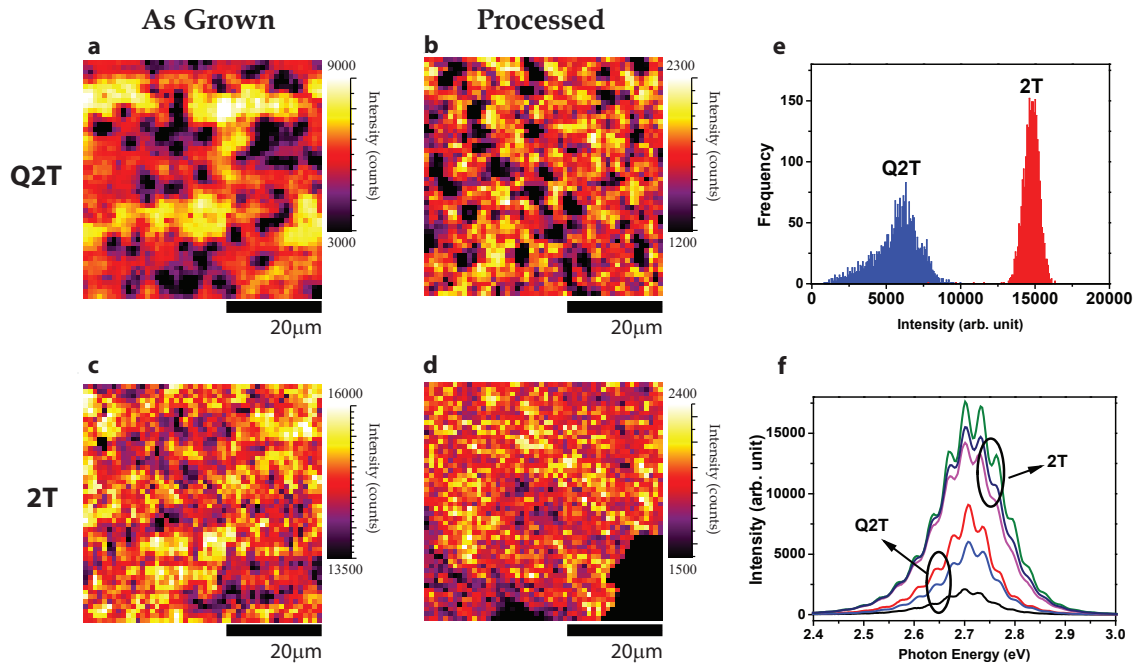 As Grown
Processed
Q2T
a
9000
Intensity (counts)
3000
20μm
b
2300
Intensity (counts)
1200
20μm
e
Frequency
150
100
50
0
Q2T
2T
0
5000
10000
15000
20000
Intensity (arb. unit)
2T
c
16000
Intensity (counts)
13500
20μm
d
2400
Intensity (counts)
1500
20μm
f
Intensity (arb. unit)
15000
10000
5000
0
2T
Q2T
2.4
2.5
2.6
2.7
2.8
2.9
3.0
Photon Energy (eV)